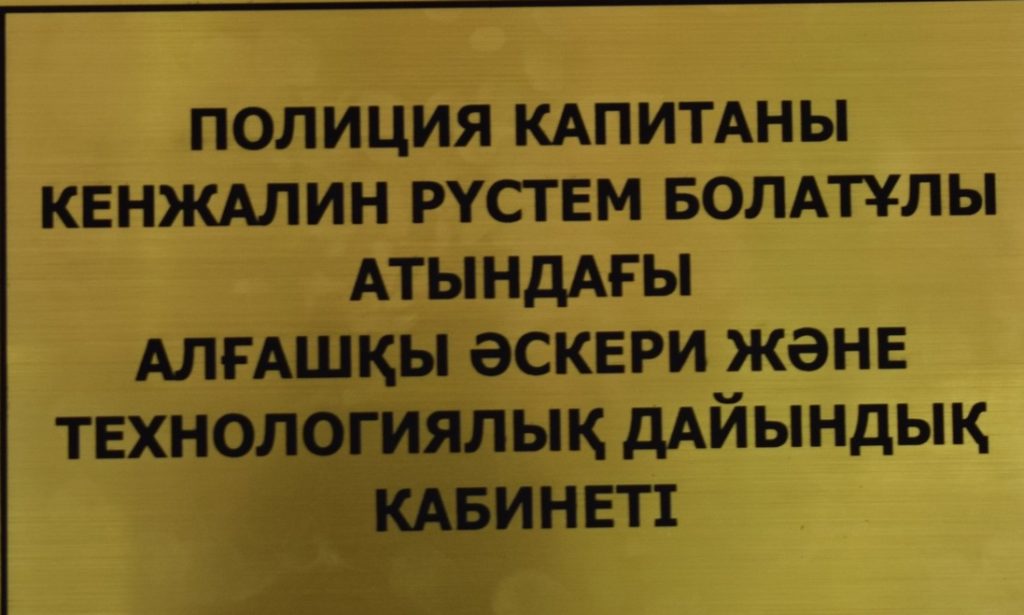 ПОЛИЦИЯ КАПИТАНЫ
КЕНЖАЛИН РҮСТЕМ БОЛАТҰЛЫ
АТЫНДАҒЫ
АЛҒАШҚЫ ӘСКЕРИ ЖӘНЕ
ТЕХНОЛОГИЯЛЫҚ ДАЙЫНДЫҚ
КАБИНЕТІ